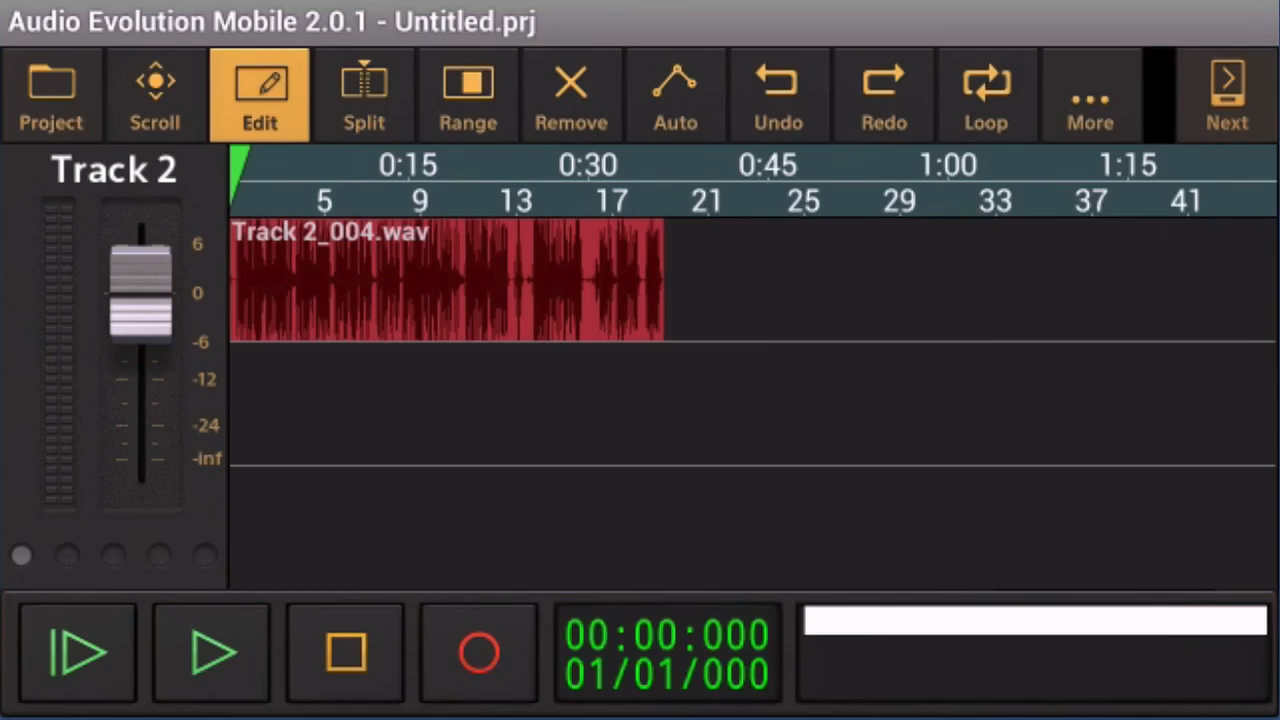 Audio Evolution Mobile 2.0.1 - Untitled.prj
Project Scroll Edit Split Range Remove Auto Undo Redo Loop More Next
Track 2
0:15 0:30 0:45 1:00 1:15
5 9 13 17 21 25 29 33 37 41
Track 2_004.wav
6
0
-6
-12
-24
-inf
00:00:000
01/01/000